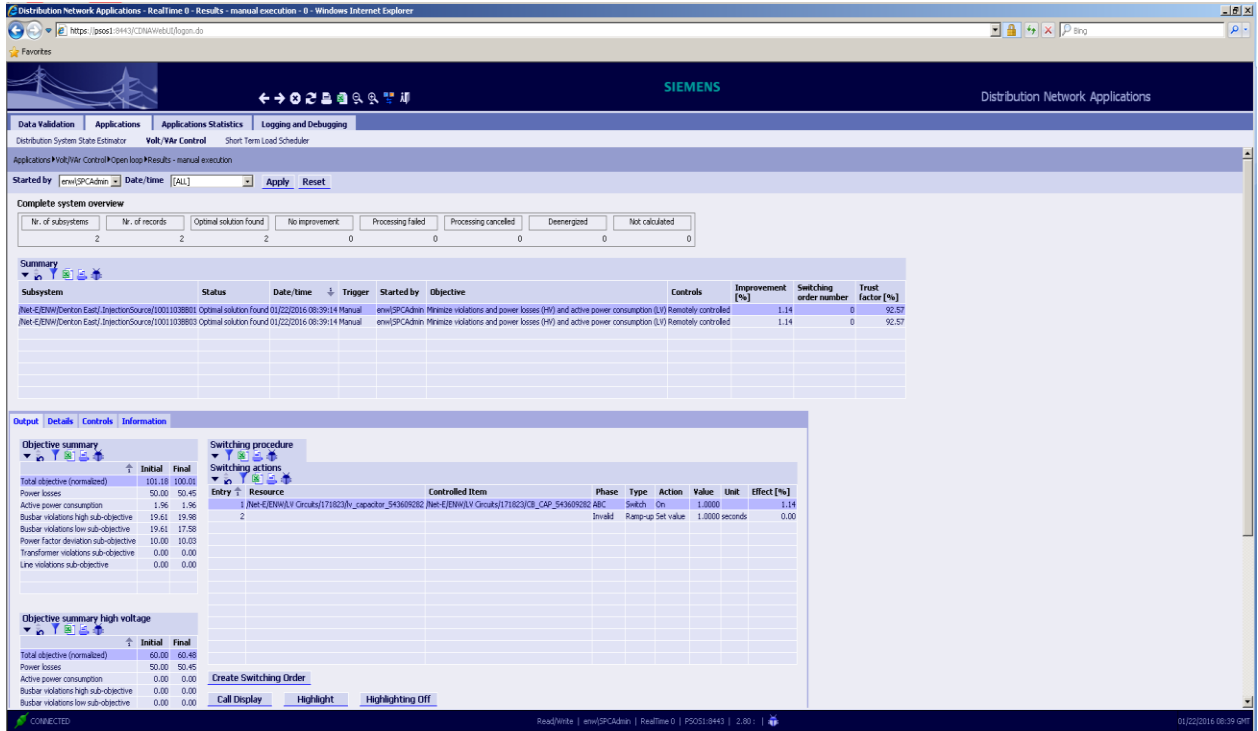 Distribution Network Applications - RealTime 0 - Results - manual execution - 0 - Windows Internet Explorer
https://psos1:8443/CDNAWebUI/logon.do
Bing
Favorites
SIEMENS
Distribution Network Applications
Data Validation Applications Applications Statistics Logging and Debugging
Distribution System State Estimator Volt/VAr Control Short Term Load Scheduler
Applications Volt/VAr Control Open loop Results - manual execution
Started by enw\SPCAdmin Date/time [ALL] Apply Reset
Complete system overview
Nr. of subsystems Nr. of records Optimal solution found No improvement Processing failed Processing cancelled Deenergized Not calculated
2 2 2 0 0 0 0 0
Summary
Subsystem Status Date/time 1 Trigger Started by Objective Controls Improvement [%] Switching order number Trust factor [%]
/Net-E/ENW/Denton East/.InjectionSource/1001103BB01 Optimal solution found 01/22/2016 08:39:14 Manual enw\SPCAdmin Minimize violations and power losses (HV) and active power consumption (LV) Remotely controlled 1.14 0 92.57
/Net-E/ENW/Denton East/.InjectionSource/1001103BB03 Optimal solution found 01/22/2016 08:39:14 Manual enw\SPCAdmin Minimize violations and power losses (HV) and active power consumption (LV) Remotely controlled 1.14 0 92.57
Output Details Controls Information
Objective summary
1 Initial Final
Total objective (normalized) 101.18 100.01
Power losses 50.00 50.45
Active power consumption 1.96 1.96
Busbar violations high sub-objective 19.61 19.98
Busbar violations low sub-objective 19.61 17.58
Power factor deviation sub-objective 10.00 10.03
Transformer violations sub-objective 0.00 0.00
Line violations sub-objective 0.00 0.00
Switching procedure
Switching actions
Entry 1 Resource Controlled Item Phase Type Action Value Unit Effect [%]
1 /Net-E/ENW/LV Circuits/171823/lv_capacitor_543609282 /Net-E/ENW/LV Circuits/171823/CB_CAP_543609282 ABC Switch On 1.0000 1.14
2 Invalid Ramp-up Set value 1.0000 seconds 0.00
Objective summary high voltage
1 Initial Final
Total objective (normalized) 60.00 60.48
Power losses 50.00 50.45
Active power consumption 0.00 0.00
Busbar violations high sub-objective 0.00 0.00
Busbar violations low sub-objective 0.00 0.00
Create Switching Order
Call Display Highlight Highlighting Off
CONNECTED
Read/Write | enw\SPCAdmin | RealTime 0 | PSOS1:8443 | 2.80: |
01/22/2016 08:39 GMT